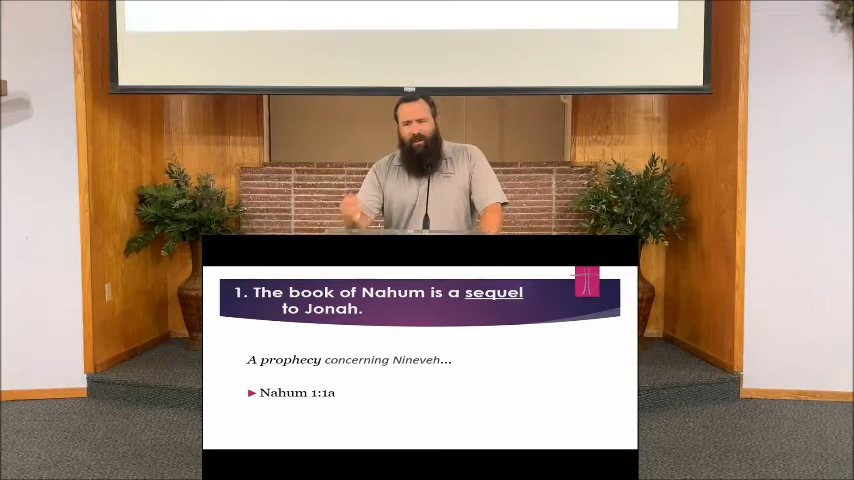 1. The book of Nahum is a sequel
to Jonah.
A prophecy concerning Nineveh...
► Nahum 1:1a